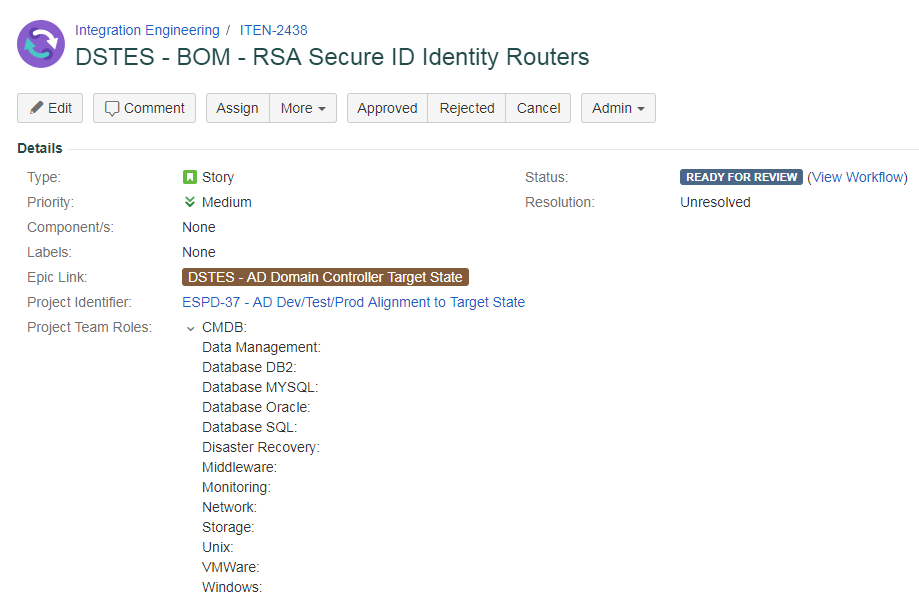 Integration Engineering / ITEN-2438
DSTES - BOM - RSA Secure ID Identity Routers
Edit Comment Assign More Approved Rejected Cancel Admin
Details
Type: Story Status: READY FOR REVIEW (View Workflow)
Priority: Medium Resolution: Unresolved
Component/s: None
Labels: None
Epic Link: DSTES - AD Domain Controller Target State
Project Identifier: ESPD-37 - AD Dev/Test/Prod Alignment to Target State
Project Team Roles: CMDB:
Data Management:
Database DB2:
Database MYSQL:
Database Oracle:
Database SQL:
Disaster Recovery:
Middleware:
Monitoring:
Network:
Storage:
Unix:
VMWare:
Windows: